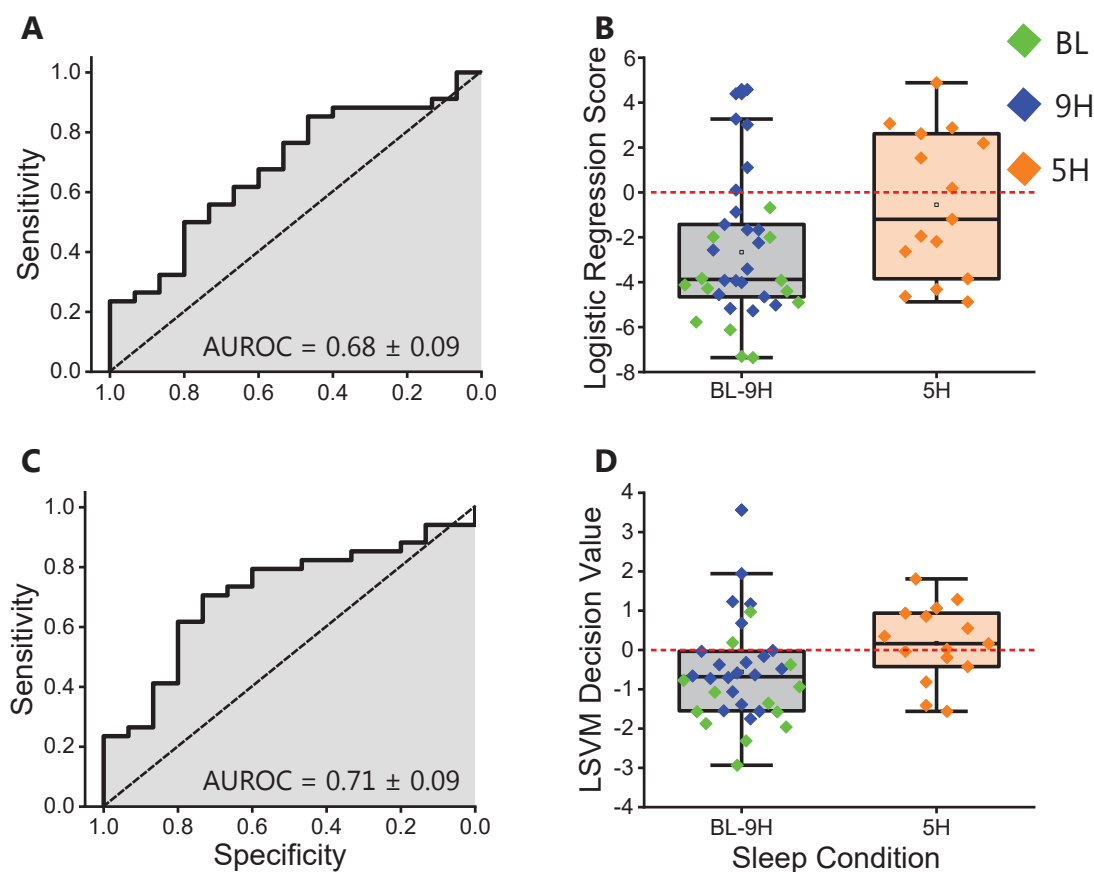 A
Sensitivity
1.0
0.8
0.6
0.4
0.2
0.0
AUROC = 0.68 ± 0.09
1.0 0.8 0.6 0.4 0.2 0.0
B
Logistic Regression Score
6
4
2
0
-2
-4
-6
-8
BL-9H 5H
BL
9H
5H
C
Sensitivity
1.0
0.8
0.6
0.4
0.2
0.0
AUROC = 0.71 ± 0.09
1.0 0.8 0.6 0.4 0.2 0.0
Specificity
D
LSVM Decision Value
4
3
2
1
0
-1
-2
-3
-4
BL-9H 5H
Sleep Condition